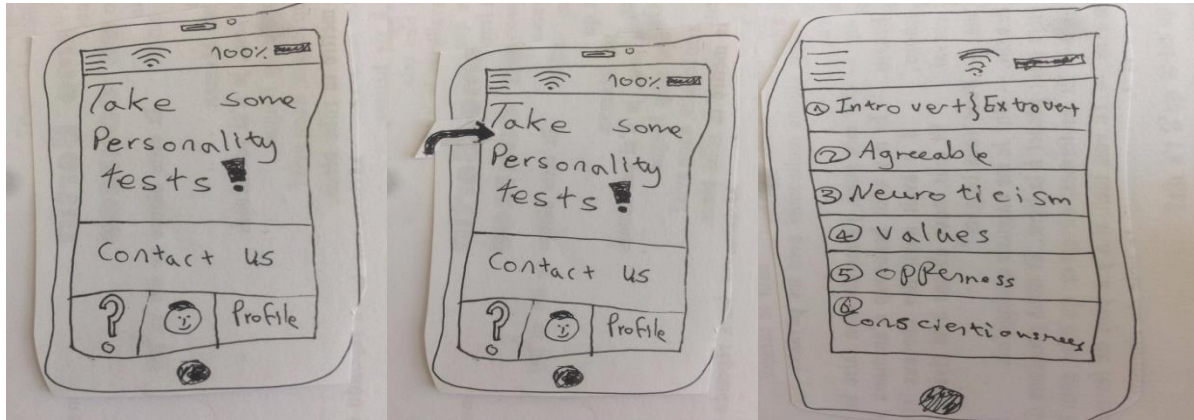 100%
Take some
Personality
tests!
Contact us
?
Profile
100%
Take some
Personality
tests!
Contact us
?
Profile
① Introvert}Extrovert
② Agreeable
③ Neuroticism
④ Values
⑤ oppenness
⑥
Conscientiousness